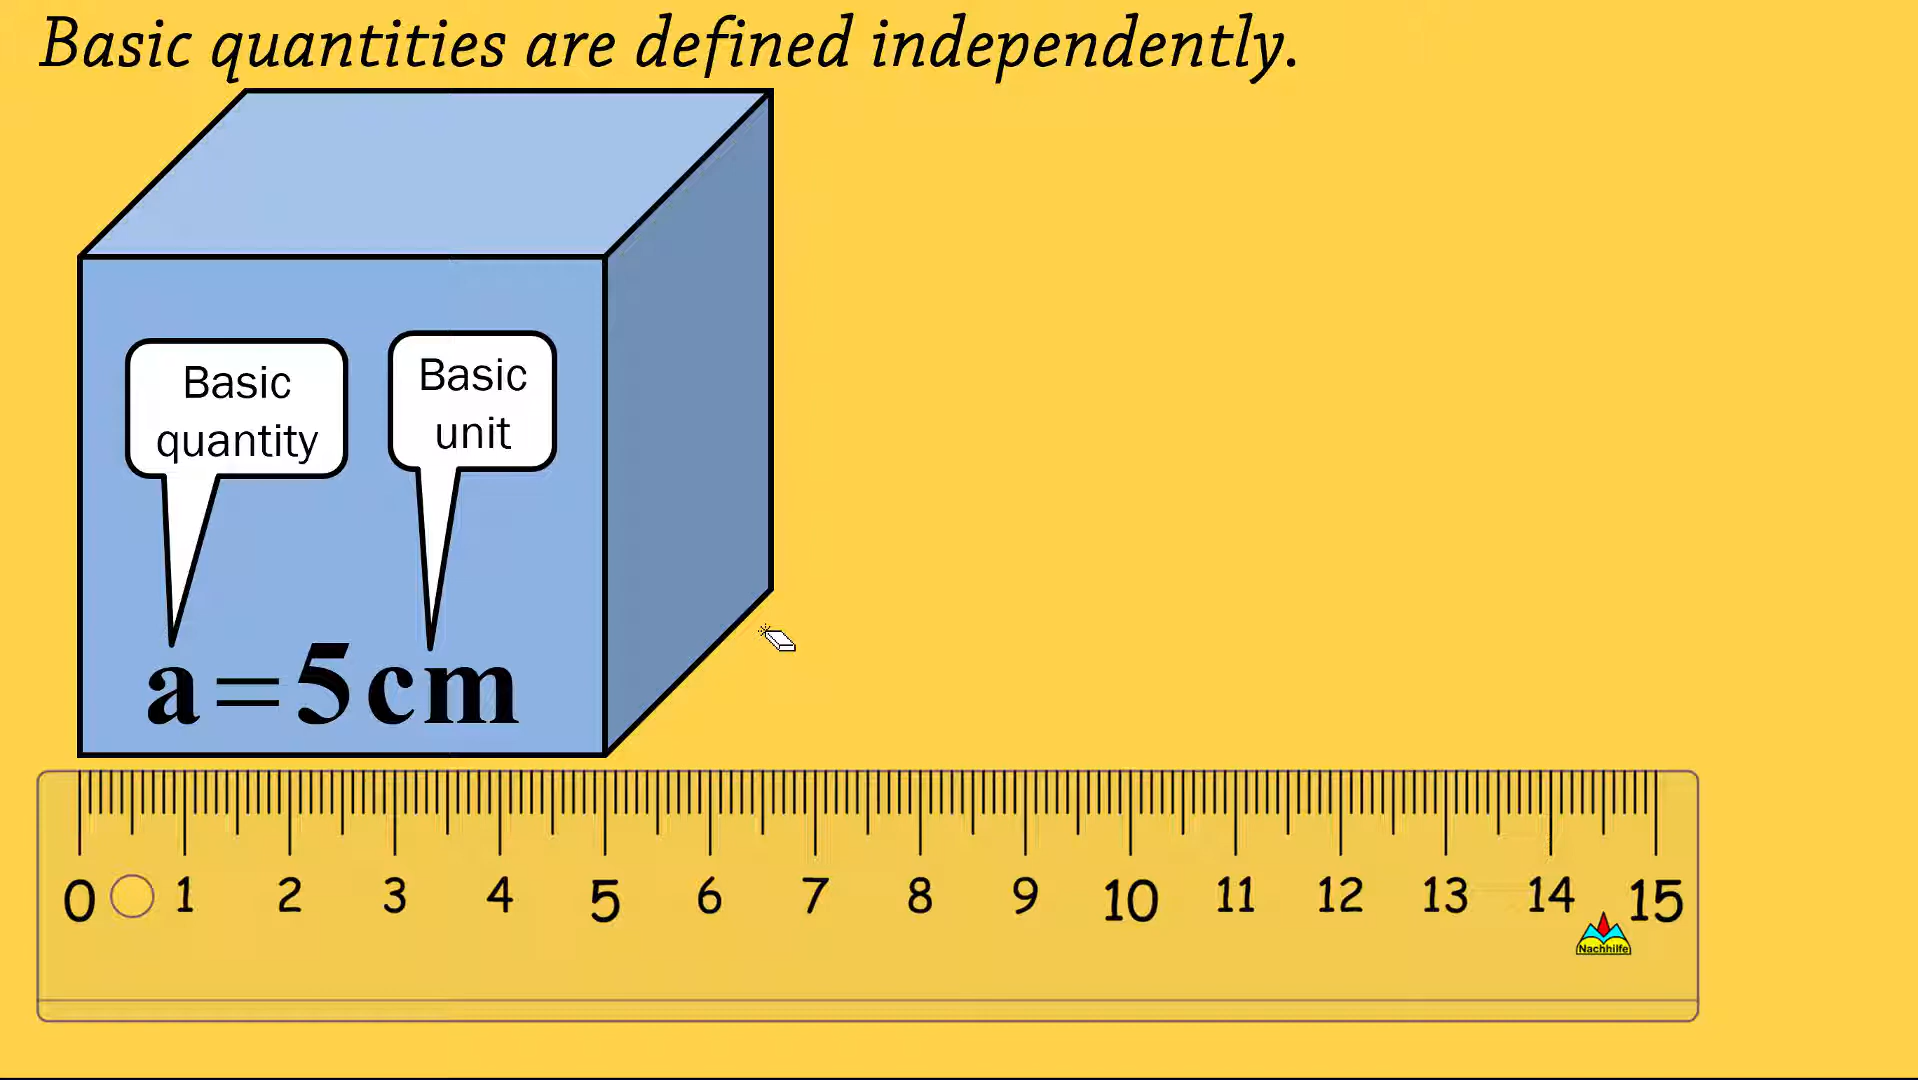 Basic quantities are defined independently.
Basic
quantity
Basic
unit
a=5cm
0 1 2 3 4 5 6 7 8 9 10 11 12 13 14 15
Nachhilfe